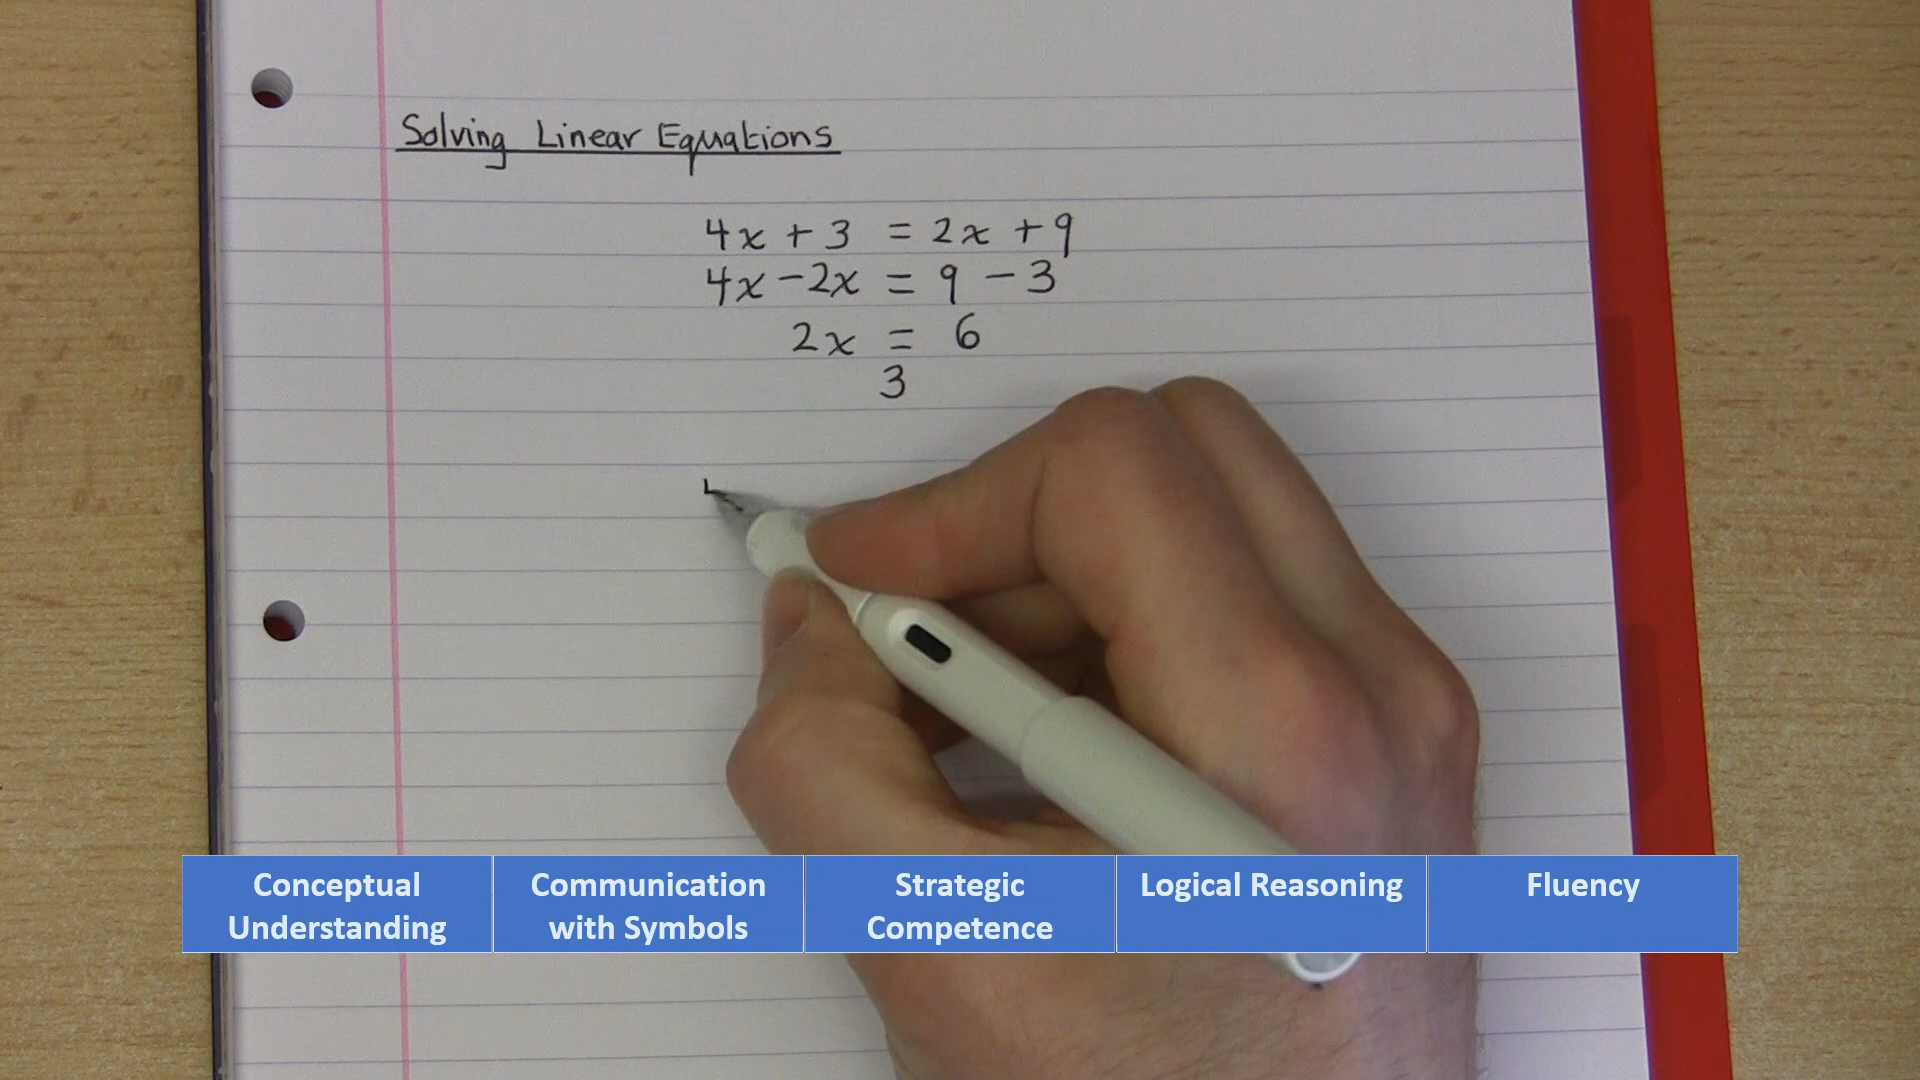 Solving Linear Equations
4x + 3 = 2x + 9
4x - 2x = 9 - 3
2x = 6
3
Conceptual Understanding
Communication with Symbols
Strategic Competence
Logical Reasoning
Fluency